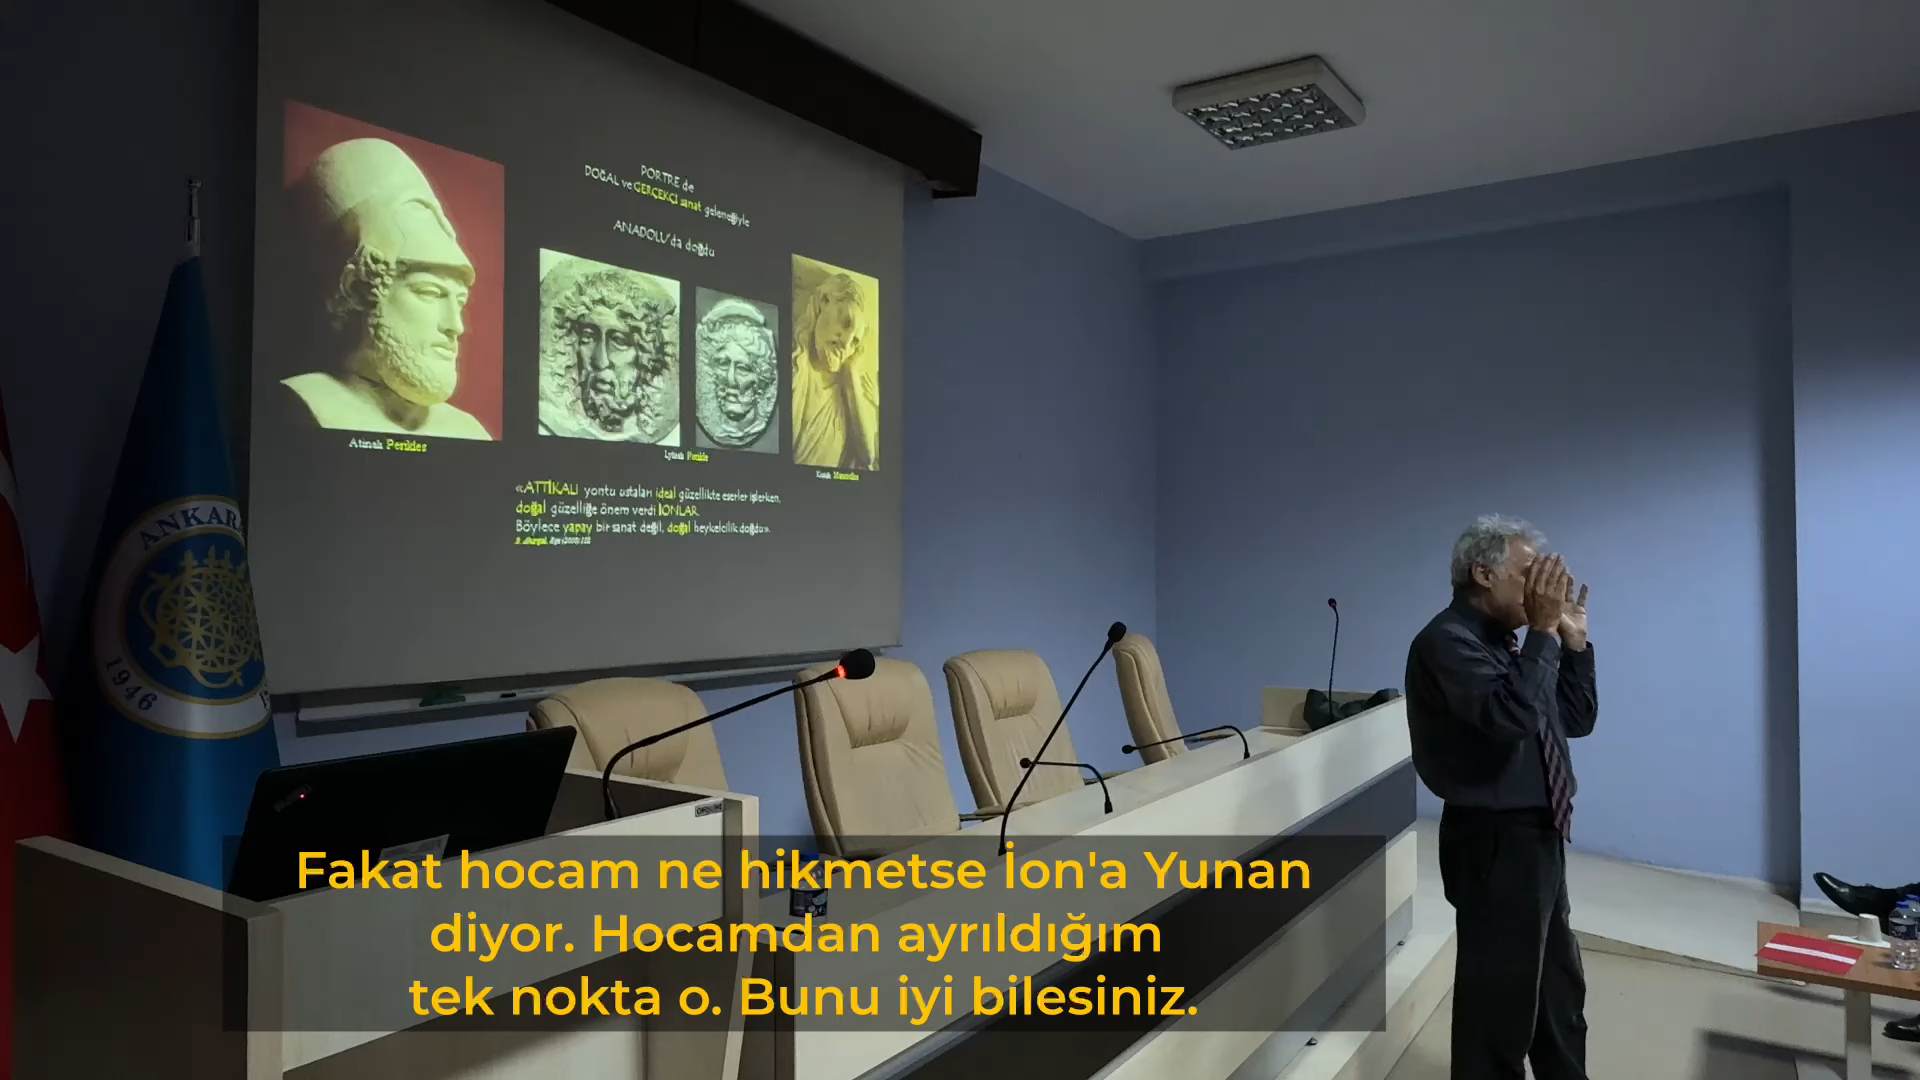 PORTRE de
DOĞAL ve GERÇEKÇİ sanat geleneğiyle
ANADOLU'da doğdu
Atinalı Perikles
Lykialı Perikle
«ATTİKALI yontu ustaları ideal güzellikte eserler işlerken,
doğal güzelliğe önem verdi İONLAR.
Böylece yapay bir sanat değil, doğal heykelcilik doğdu».
ANKARA
1946
Fakat hocam ne hikmetse İon'a Yunan
diyor. Hocamdan ayrıldığım
tek nokta o. Bunu iyi bilesiniz.